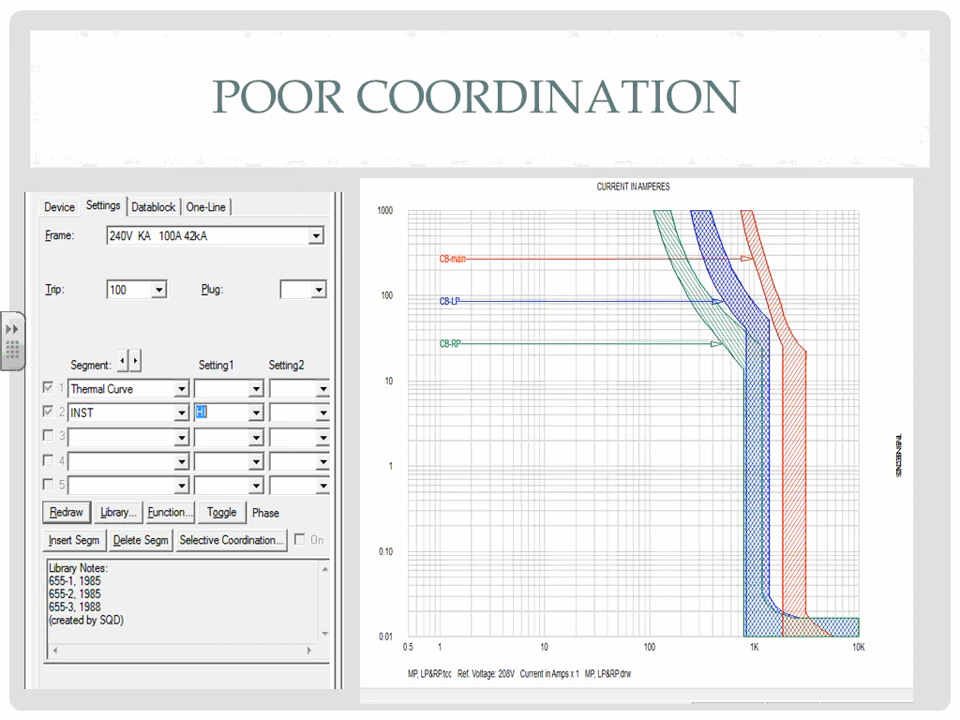 POOR COORDINATION
Device Settings Datablock One-Line
Frame: 240V KA 100A 42kA
Trip: 100 Plug:
Segment: Setting1 Setting2
1 Thermal Curve
2 INST HI
3
4
5
Redraw Library... Function... Toggle Phase
Insert Segm Delete Segm Selective Coordination... On
Library Notes:
655-1, 1985
655-2, 1985
655-3, 1988
(created by SQD)
CURRENT IN AMPERES
1000
CB-main
100
CB-LP
CB-RP
10
1
0.10
0.01
0.5 1 10 100 1K 10K
MP, LP&RP.tcc Ref. Voltage: 208V Current in Amps x 1 MP, LP&RP.drw